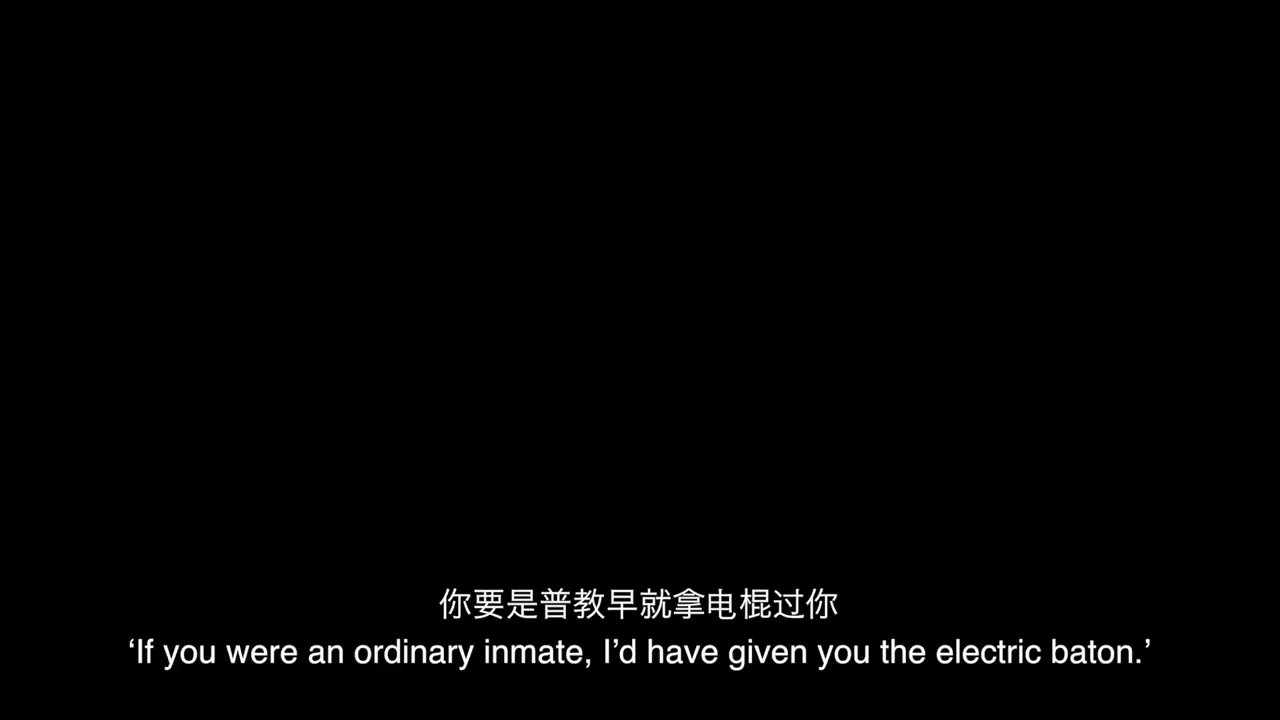 你要是普教早就拿电棍过你
‘If you were an ordinary inmate, I’d have given you the electric baton.’